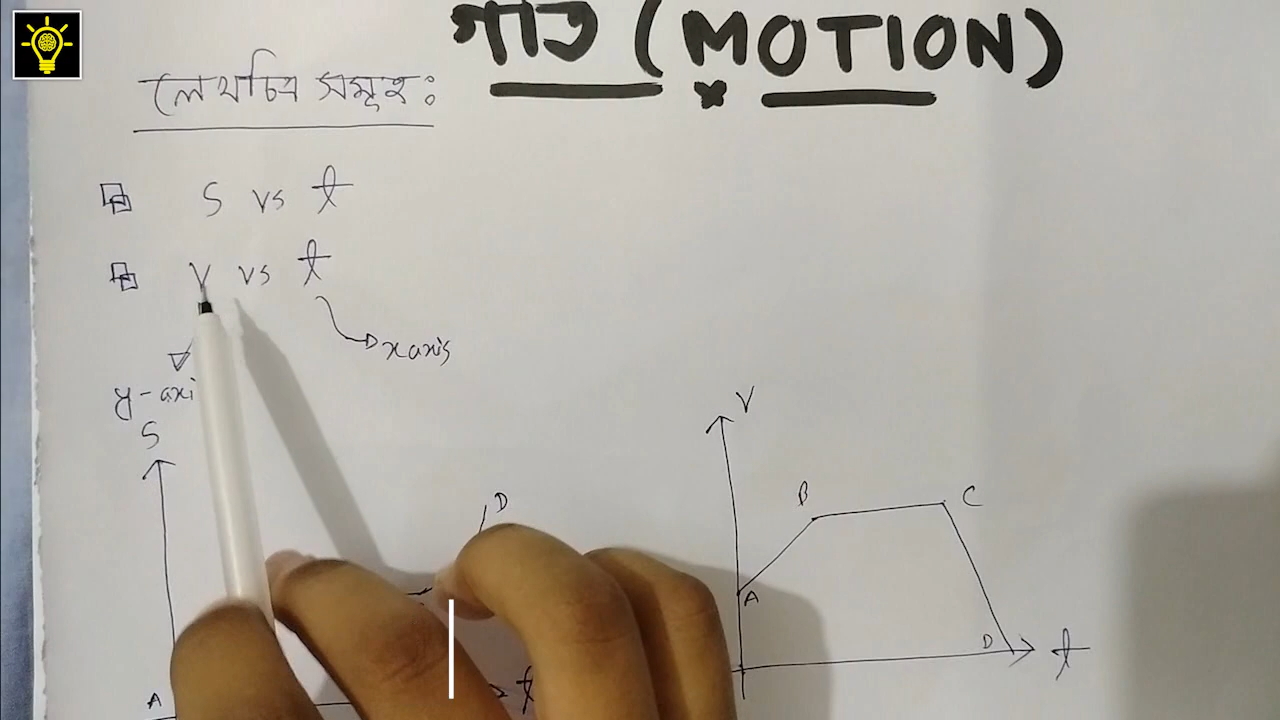 গতি (MOTION)
লেখচিত্র সমূহ:
S vs t
V vs t
x axis
y-axi
S
D
A
t
V
B
C
A
D
t